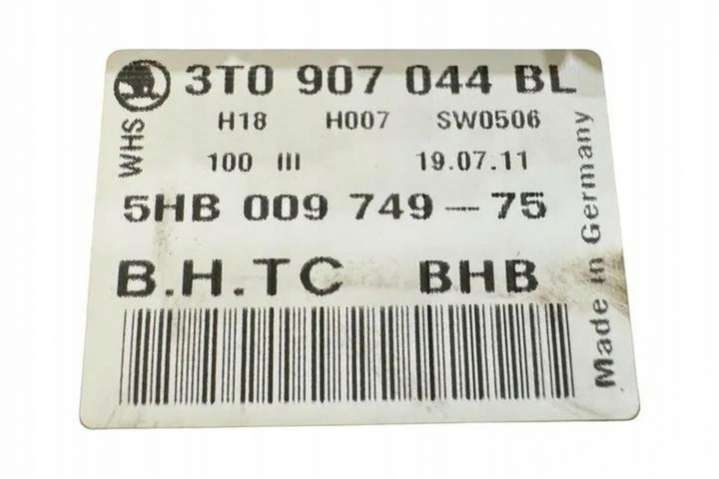 3T0 907 044 BL
H18 H007 SW0506
WHS
100 III 19.07.11
5HB 009 749-75
B.H.TC BHB
Made in Germany